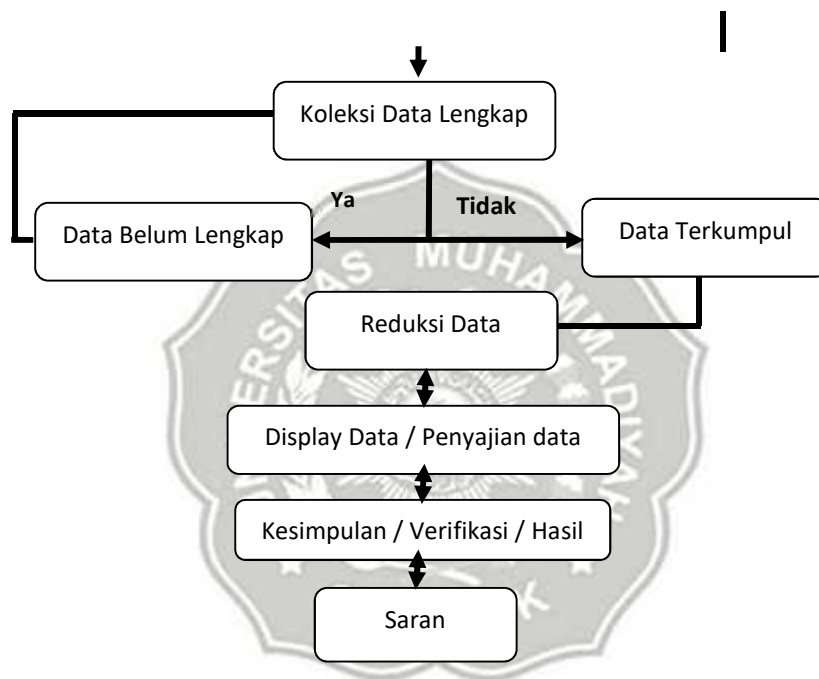 Koleksi Data Lengkap
Ya
Tidak
Data Belum Lengkap
Data Terkumpul
Reduksi Data
Display Data / Penyajian data
Kesimpulan / Verifikasi / Hasil
Saran
MUHAMMADIYAH